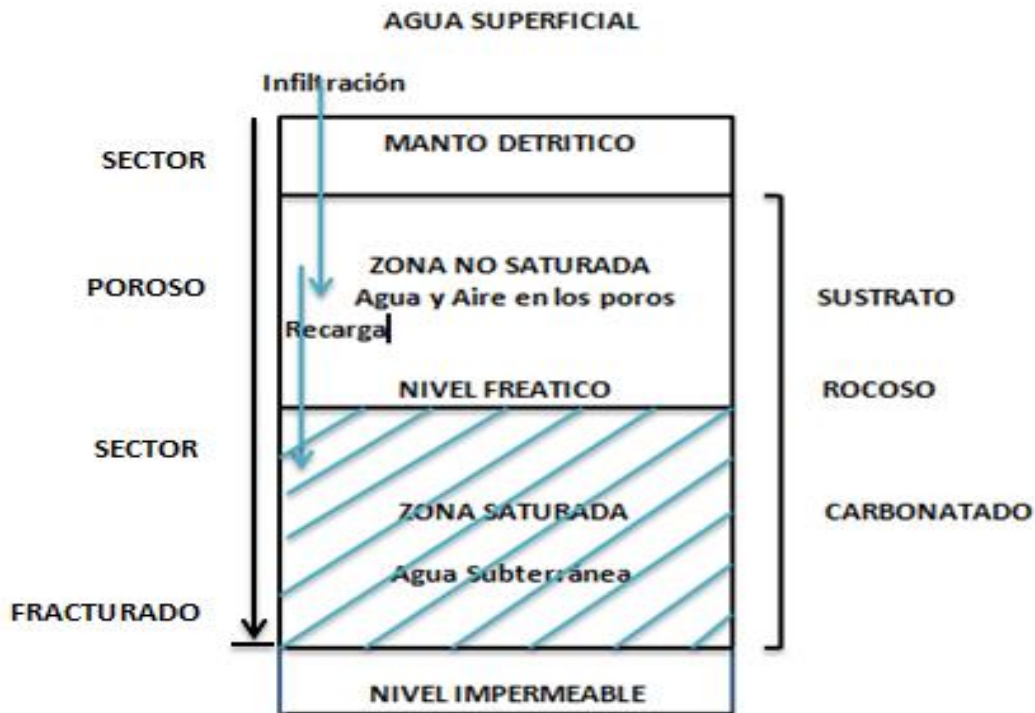 AGUA SUPERFICIAL
Infiltración
MANTO DETRITICO
SECTOR
POROSO
SECTOR
FRACTURADO
ZONA NO SATURADA
Agua y Aire en los poros
Recarga
NIVEL FREÁTICO
ZONA SATURADA
Agua Subterránea
NIVEL IMPERMEABLE
SUSTRATO
ROCOSO
CARBONATADO